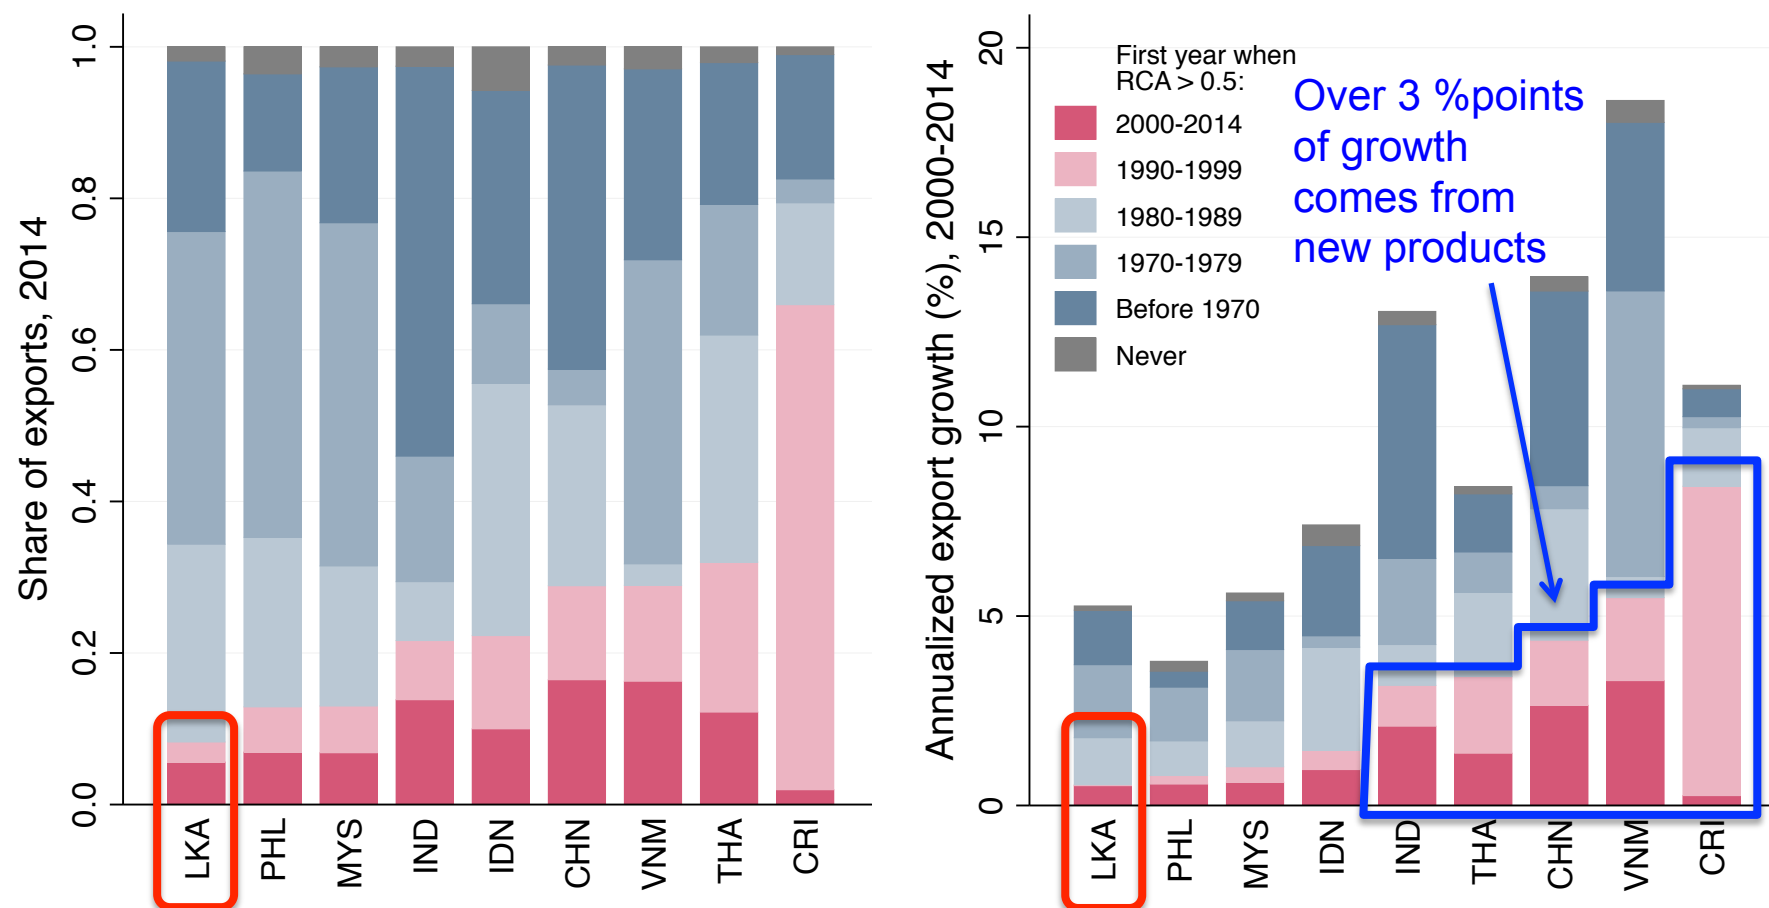 Share of exports, 2014
1.0
0.8
0.6
0.4
0.2
0.0
LKA
PHL
MYS
IND
IDN
CHN
VNM
THA
CRI
Annualized export growth (%), 2000-2014
20
15
10
5
0
First year when
RCA > 0.5:
2000-2014
1990-1999
1980-1989
1970-1979
Before 1970
Never
Over 3 %points
of growth
comes from
new products
LKA
PHL
MYS
IDN
IND
THA
CHN
VNM
CRI